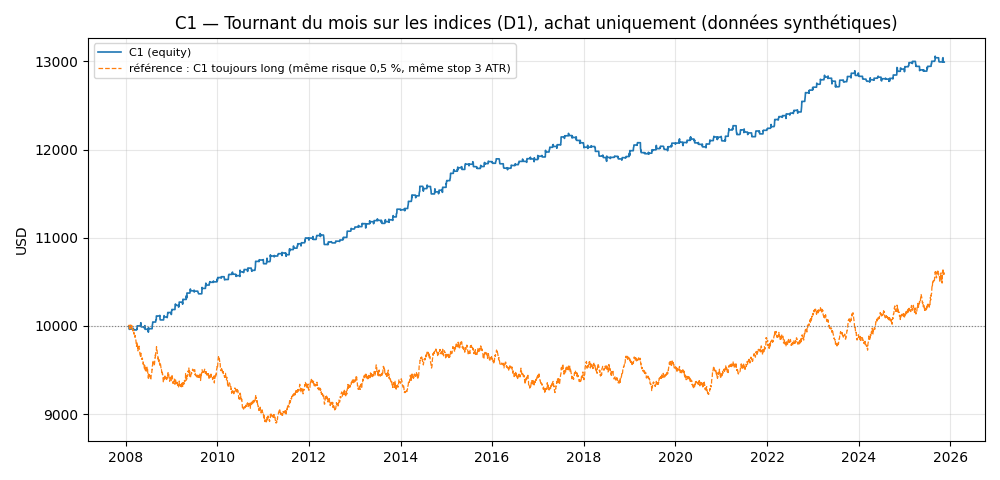 C1 — Tournant du mois sur les indices (D1), achat uniquement (données synthétiques)
C1 (equity)
référence : C1 toujours long (même risque 0,5 %, même stop 3 ATR)
USD
13000
12000
11000
10000
9000
2008 2010 2012 2014 2016 2018 2020 2022 2024 2026